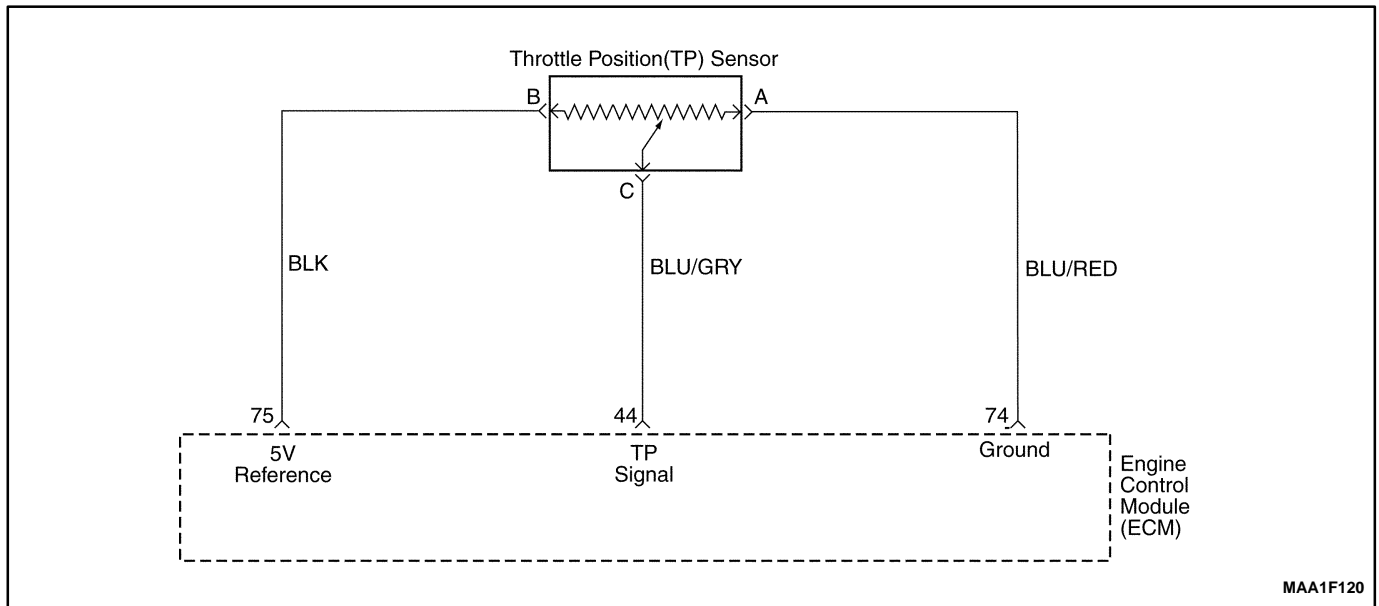 Throttle Position(TP) Sensor
B
A
C
BLK
BLU/GRY
BLU/RED
75
44
74
5V
Reference
TP
Signal
Ground
Engine
Control
Module
(ECM)
MAA1F120